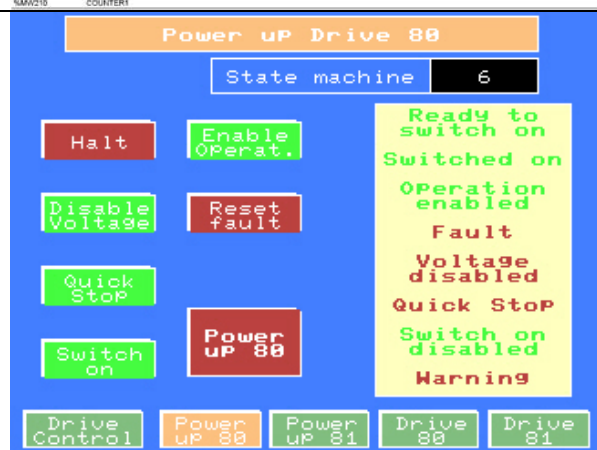 %MW210 COUNTER1
Power up Drive 80
State machine 6
Halt
Enable
Operat.
Disable
Voltage
Reset
fault
Quick
Stop
Switch
on
Power
up 80
Ready to
switch on
Switched on
Operation
enabled
Fault
Voltage
disabled
Quick Stop
Switch on
disabled
Warning
Drive
Control
Power
up 80
Power
up 81
Drive
80
Drive
81